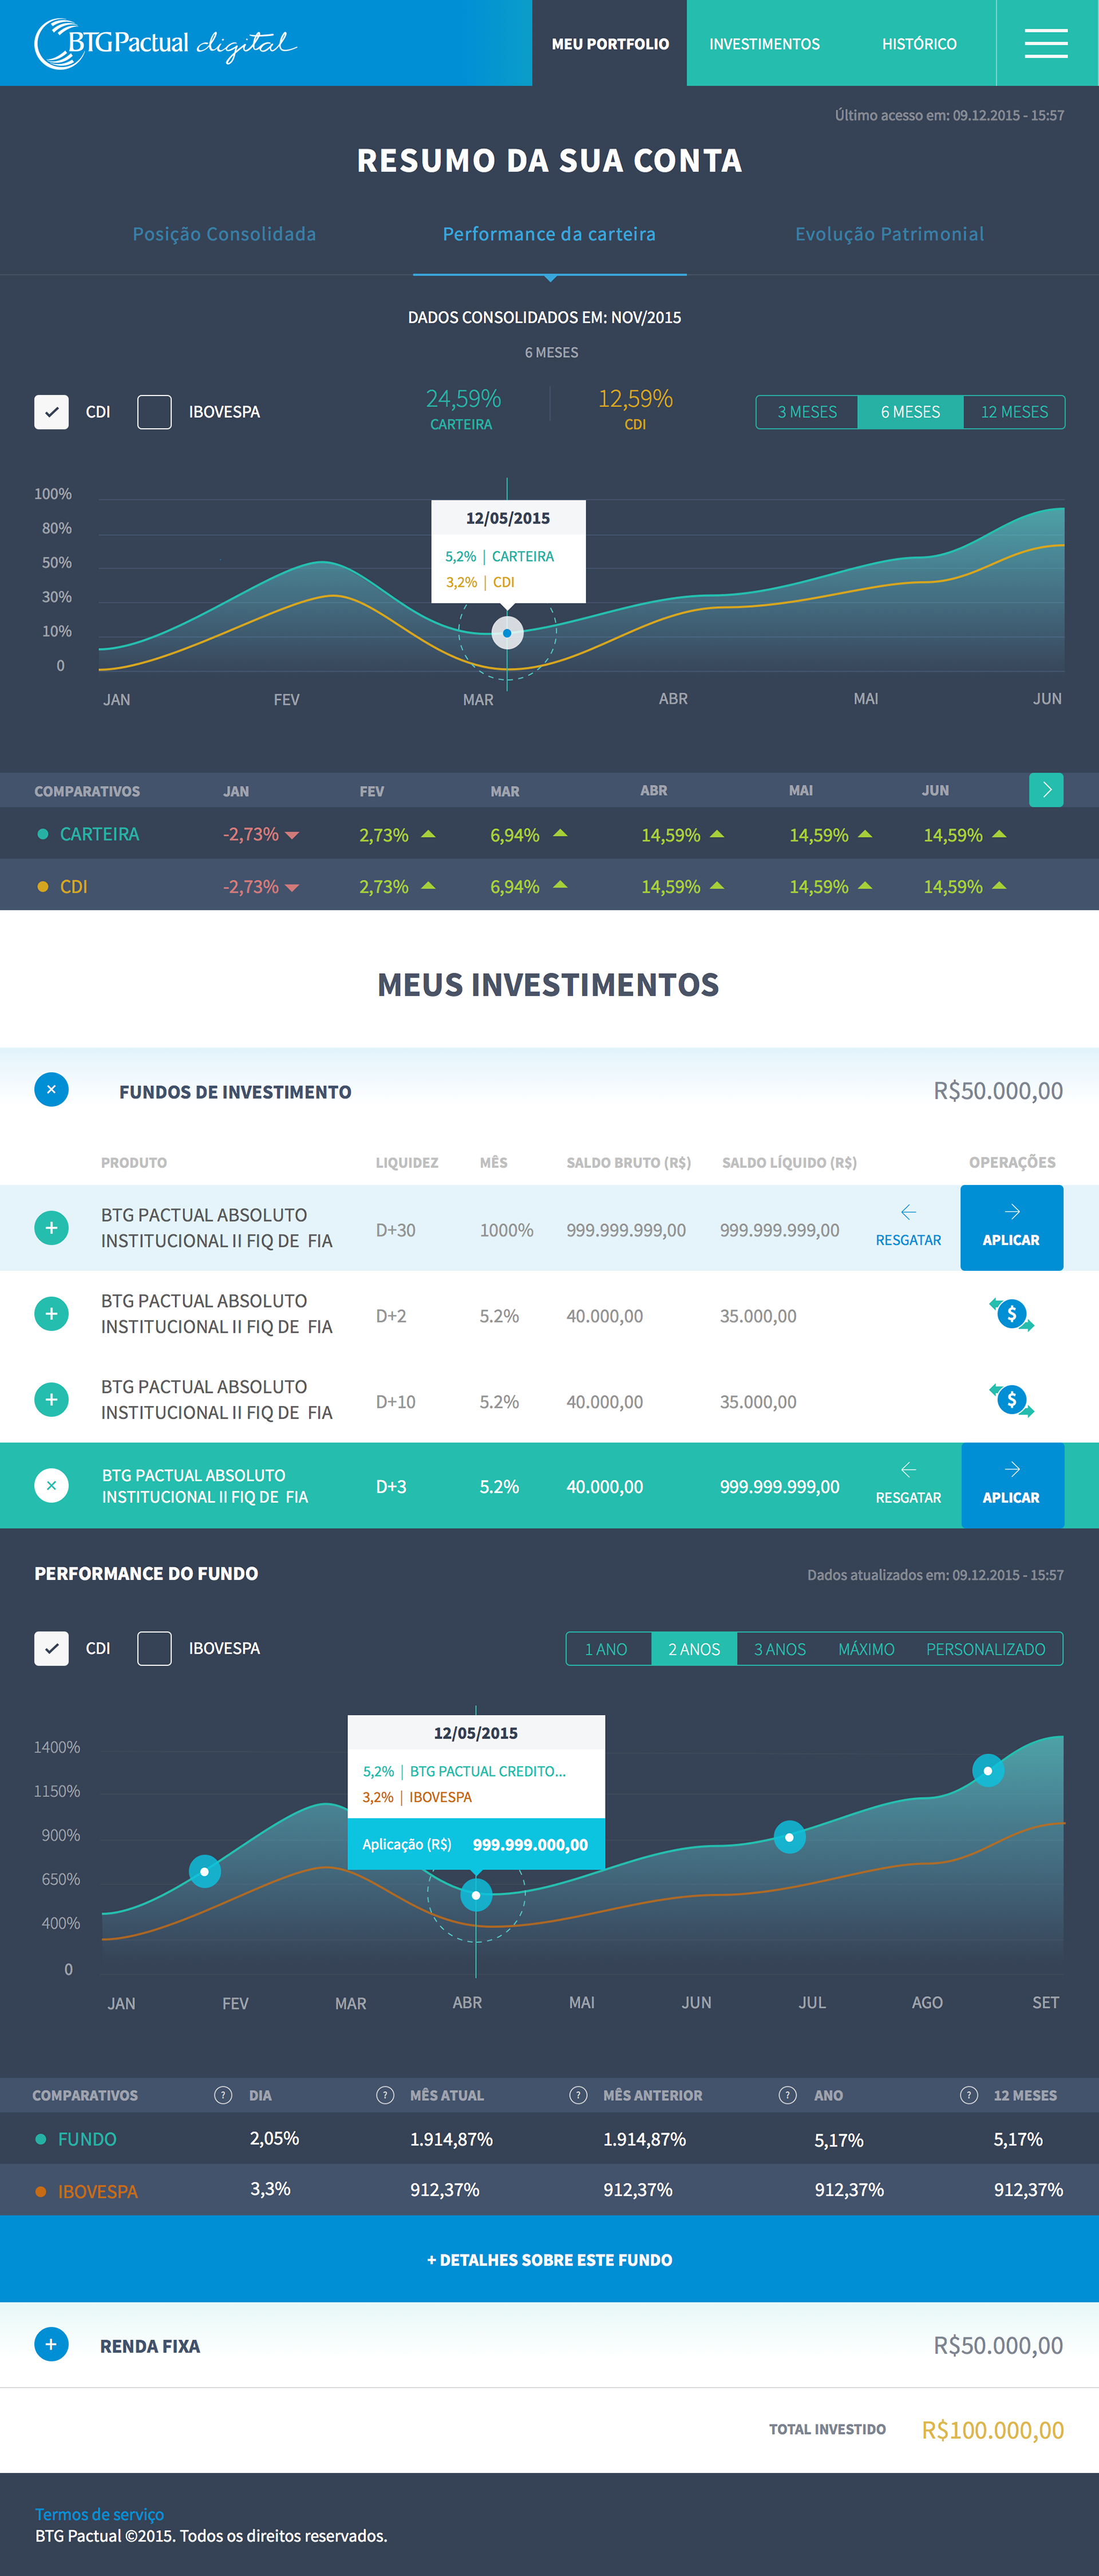 BTGPactual digital
MEU PORTFOLIO
INVESTIMENTOS
HISTÓRICO
Último acesso em: 09.12.2015 - 15:57
RESUMO DA SUA CONTA
Posição Consolidada
Performance da carteira
Evolução Patrimonial
DADOS CONSOLIDADOS EM: NOV/2015
6 MESES
CDI
IBOVESPA
24,59%
CARTEIRA
12,59%
CDI
3 MESES
6 MESES
12 MESES
100%
80%
50%
30%
10%
0
12/05/2015
5,2% | CARTEIRA
3,2% | CDI
JAN FEV MAR ABR MAI JUN
COMPARATIVOS JAN FEV MAR ABR MAI JUN
CARTEIRA -2,73% 2,73% 6,94% 14,59% 14,59% 14,59%
CDI -2,73% 2,73% 6,94% 14,59% 14,59% 14,59%
MEUS INVESTIMENTOS
FUNDOS DE INVESTIMENTO R$50.000,00
PRODUTO LIQUIDEZ MÊS SALDO BRUTO (R$) SALDO LÍQUIDO (R$) OPERAÇÕES
BTG PACTUAL ABSOLUTO
INSTITUCIONAL II FIQ DE FIA
D+30 1000% 999.999.999,00 999.999.999,00 RESGATAR APLICAR
BTG PACTUAL ABSOLUTO
INSTITUCIONAL II FIQ DE FIA
D+2 5.2% 40.000,00 35.000,00 $
BTG PACTUAL ABSOLUTO
INSTITUCIONAL II FIQ DE FIA
D+10 5.2% 40.000,00 35.000,00 $
BTG PACTUAL ABSOLUTO
INSTITUCIONAL II FIQ DE FIA
D+3 5.2% 40.000,00 999.999.999,00 RESGATAR APLICAR
PERFORMANCE DO FUNDO
Dados atualizados em: 09.12.2015 - 15:57
CDI
IBOVESPA
1 ANO
2 ANOS
3 ANOS
MÁXIMO
PERSONALIZADO
1400%
1150%
900%
650%
400%
0
12/05/2015
5,2% | BTG PACTUAL CREDITO...
3,2% | IBOVESPA
Aplicação (R$) 999.999.000,00
JAN FEV MAR ABR MAI JUN JUL AGO SET
COMPARATIVOS ? DIA ? MÊS ATUAL ? MÊS ANTERIOR ? ANO ? 12 MESES
FUNDO 2,05% 1.914,87% 1.914,87% 5,17% 5,17%
IBOVESPA 3,3% 912,37% 912,37% 912,37% 912,37%
+ DETALHES SOBRE ESTE FUNDO
RENDA FIXA R$50.000,00
TOTAL INVESTIDO R$100.000,00
Termos de serviço
BTG Pactual ©2015. Todos os direitos reservados.